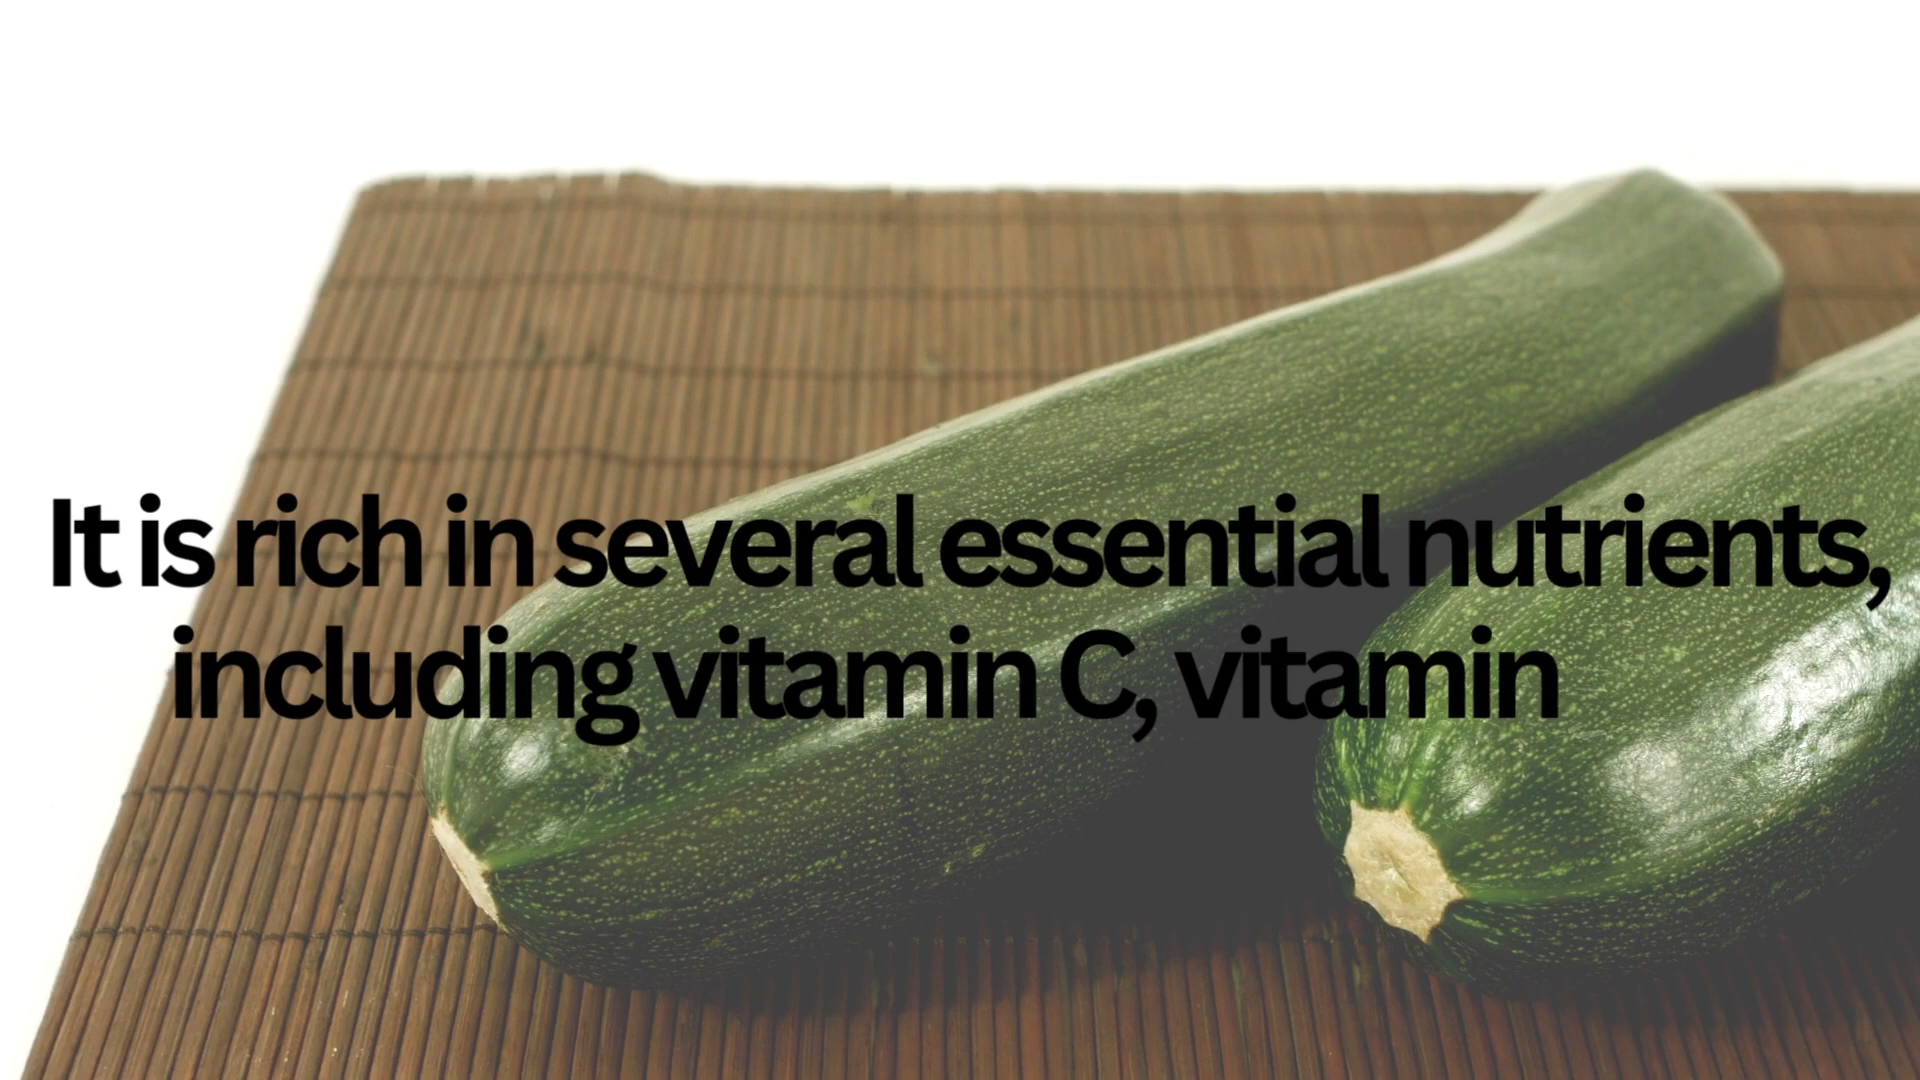 It is rich in several essential nutrients,
including vitamin C, vitamin